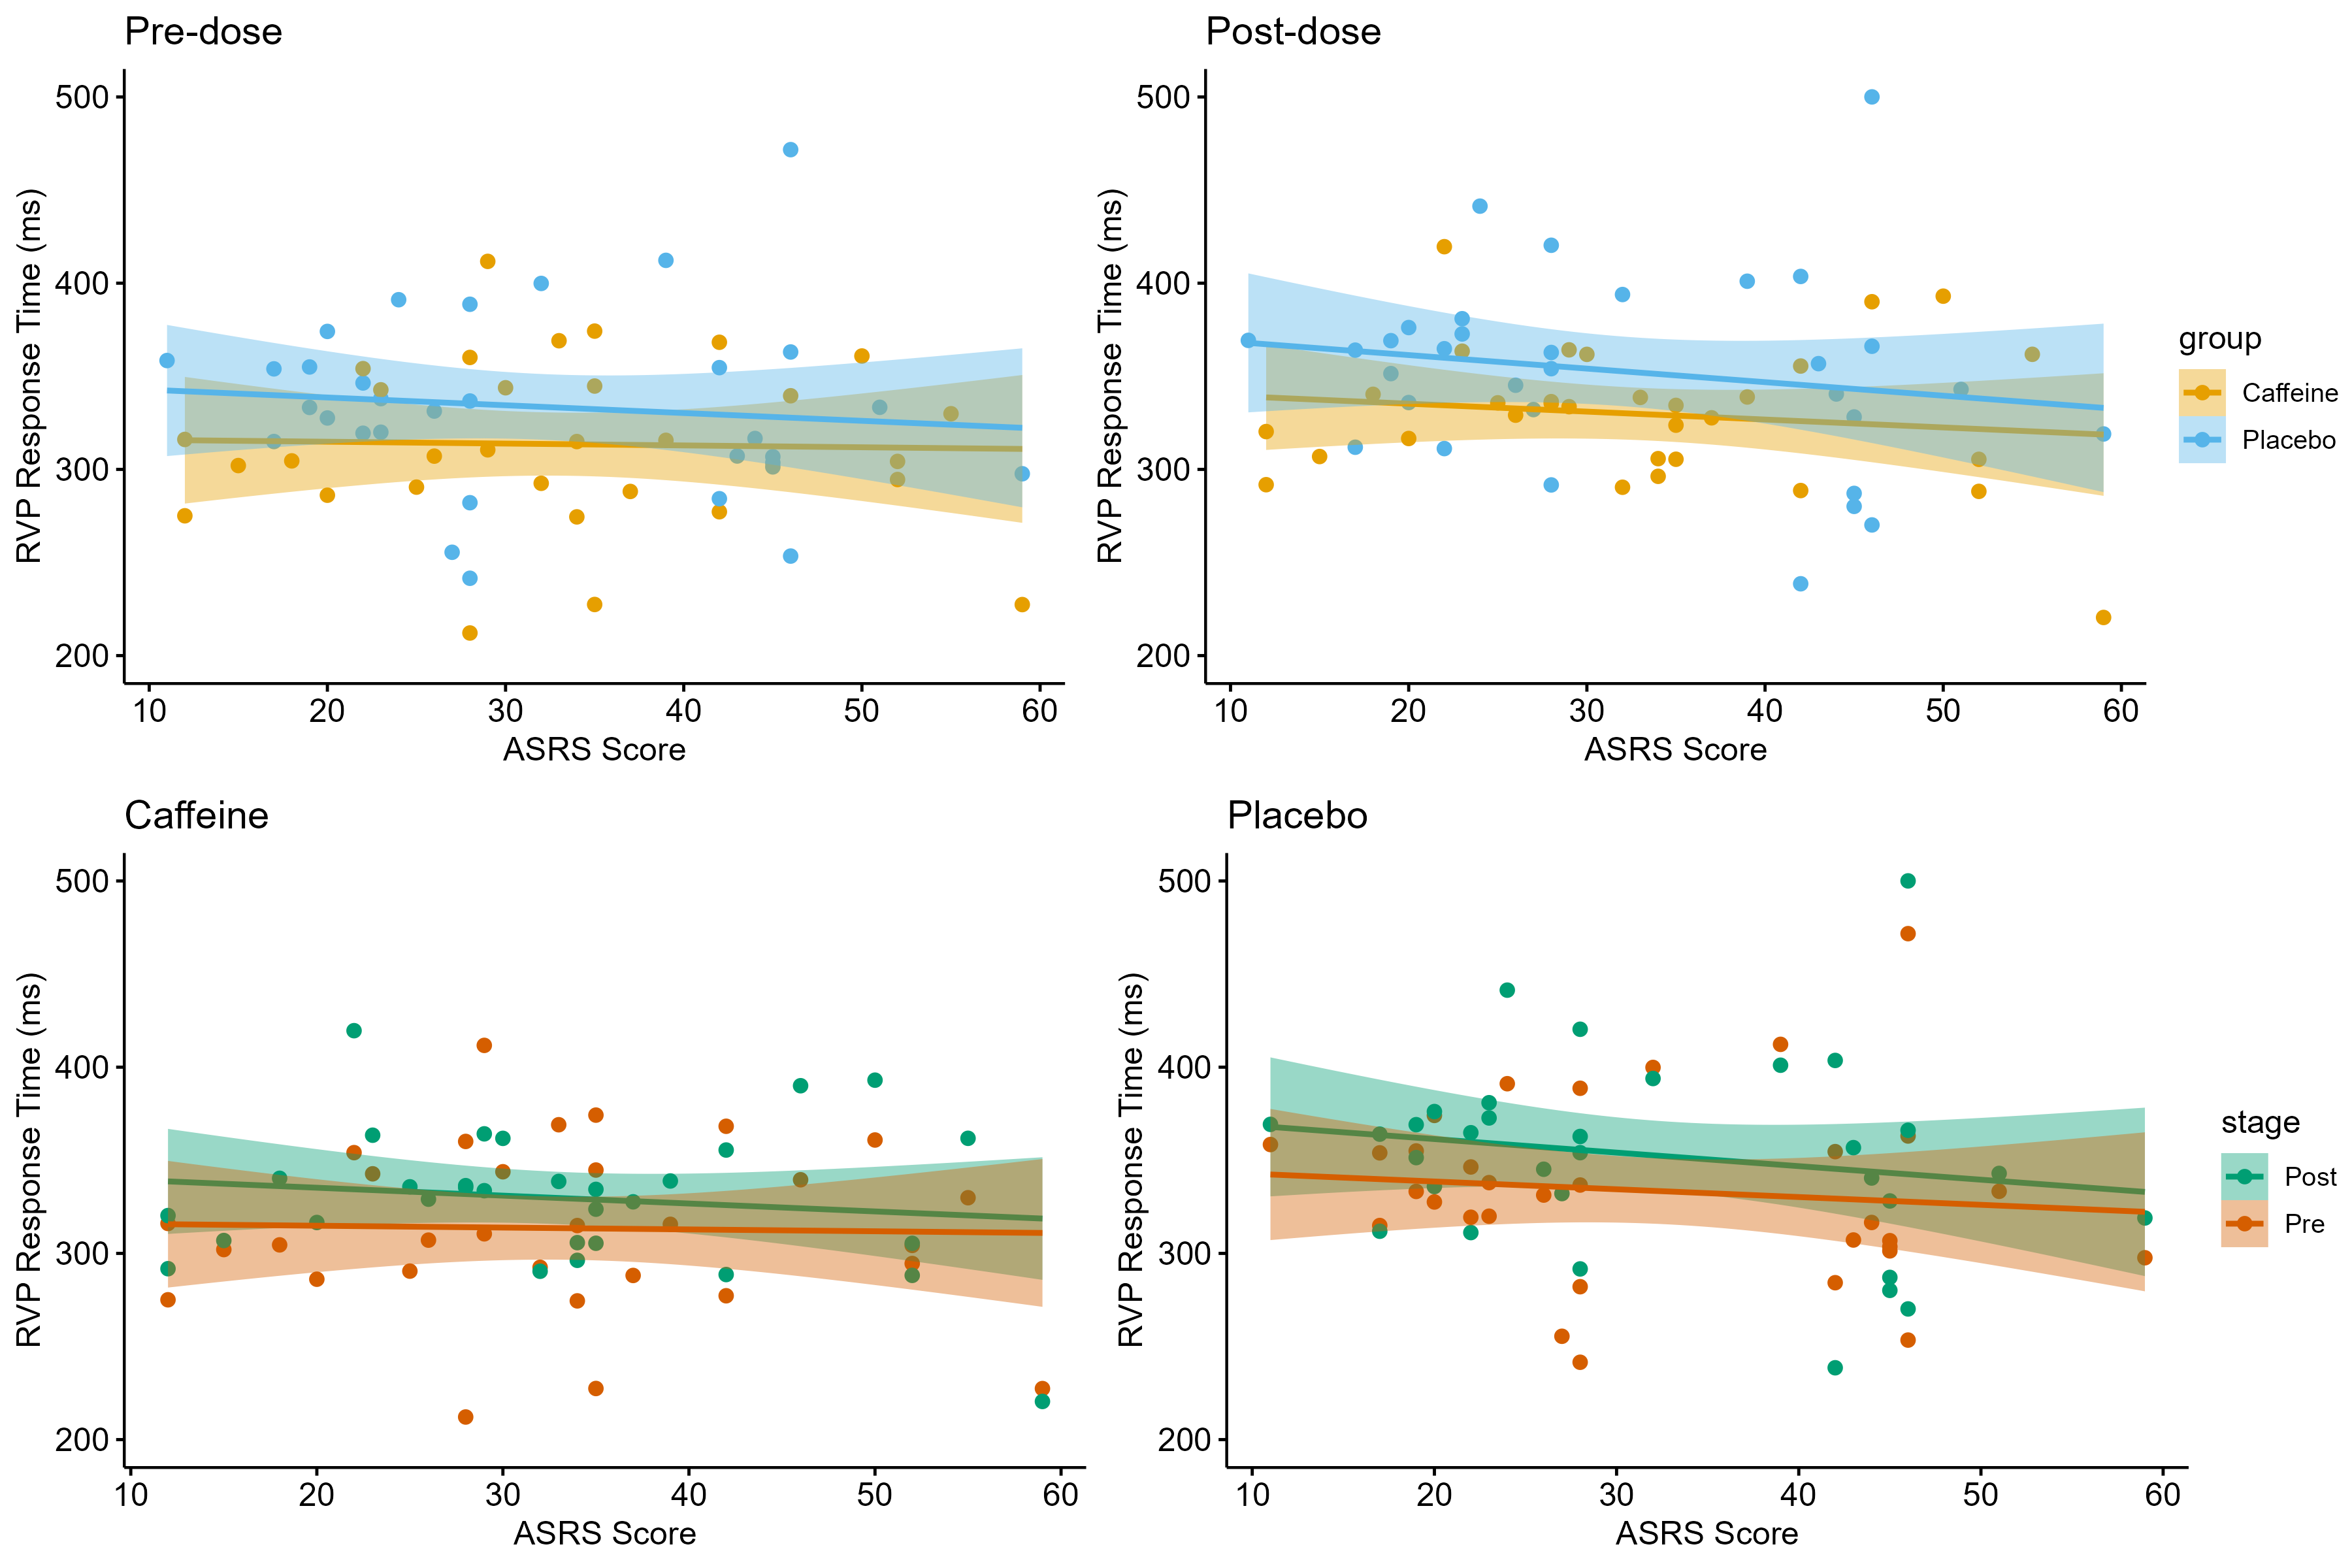 Pre-dose
500
400
300
200
RVP Response Time (ms)
10 20 30 40 50 60
ASRS Score
Post-dose
500
400
300
200
RVP Response Time (ms)
10 20 30 40 50 60
ASRS Score
group
Caffeine
Placebo
Caffeine
500
400
300
200
RVP Response Time (ms)
10 20 30 40 50 60
ASRS Score
Placebo
500
400
300
200
RVP Response Time (ms)
10 20 30 40 50 60
ASRS Score
stage
Post
Pre